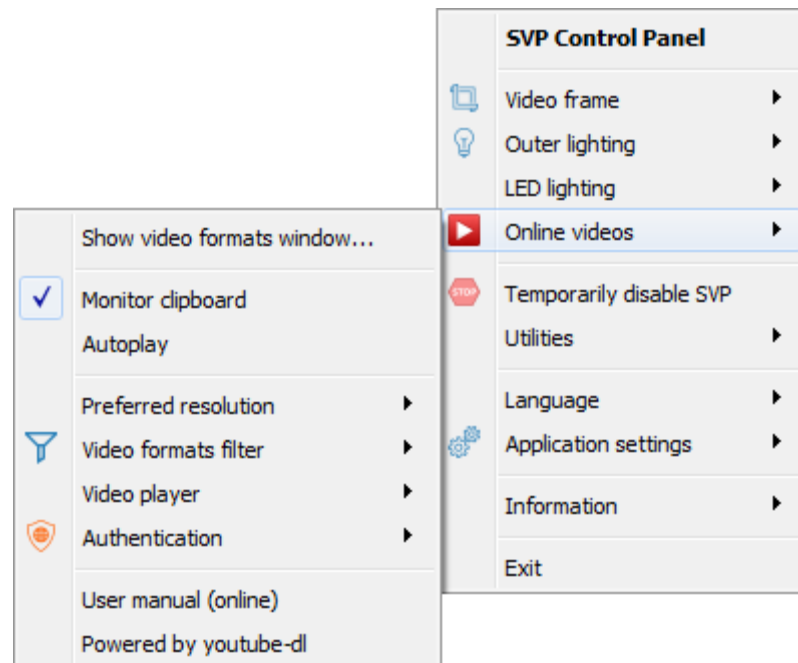 SVP Control Panel
Video frame
Outer lighting
LED lighting
Online videos
STOP
Temporarily disable SVP
Utilities
Language
Application settings
Information
Exit
Show video formats window...
Monitor clipboard
Autoplay
Preferred resolution
Video formats filter
Video player
Authentication
User manual (online)
Powered by youtube-dl